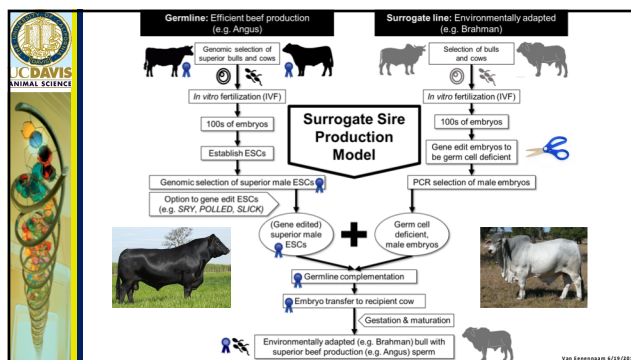 UC DAVIS
ANIMAL SCIENCE
Germline: Efficient beef production
(e.g. Angus)
Genomic selection of
superior bulls and cows
In vitro fertilization (IVF)
100s of embryos
Establish ESCs
Genomic selection of superior male ESCs
Option to gene edit ESCs
(e.g. SRY, POLLED, SLICK)
(Gene edited)
superior male
ESCs
Surrogate Sire
Production
Model
Surrogate line: Environmentally adapted
(e.g. Brahman)
Selection of bulls
and cows
In vitro fertilization (IVF)
100s of embryos
Gene edit embryos to
be germ cell deficient
PCR selection of male embryos
Germ cell
deficient,
male embryos
Germline complementation
Embryo transfer to recipient cow
Gestation & maturation
Environmentally adapted (e.g. Brahman) bull with
superior beef production (e.g. Angus) sperm
Van Eenennaam